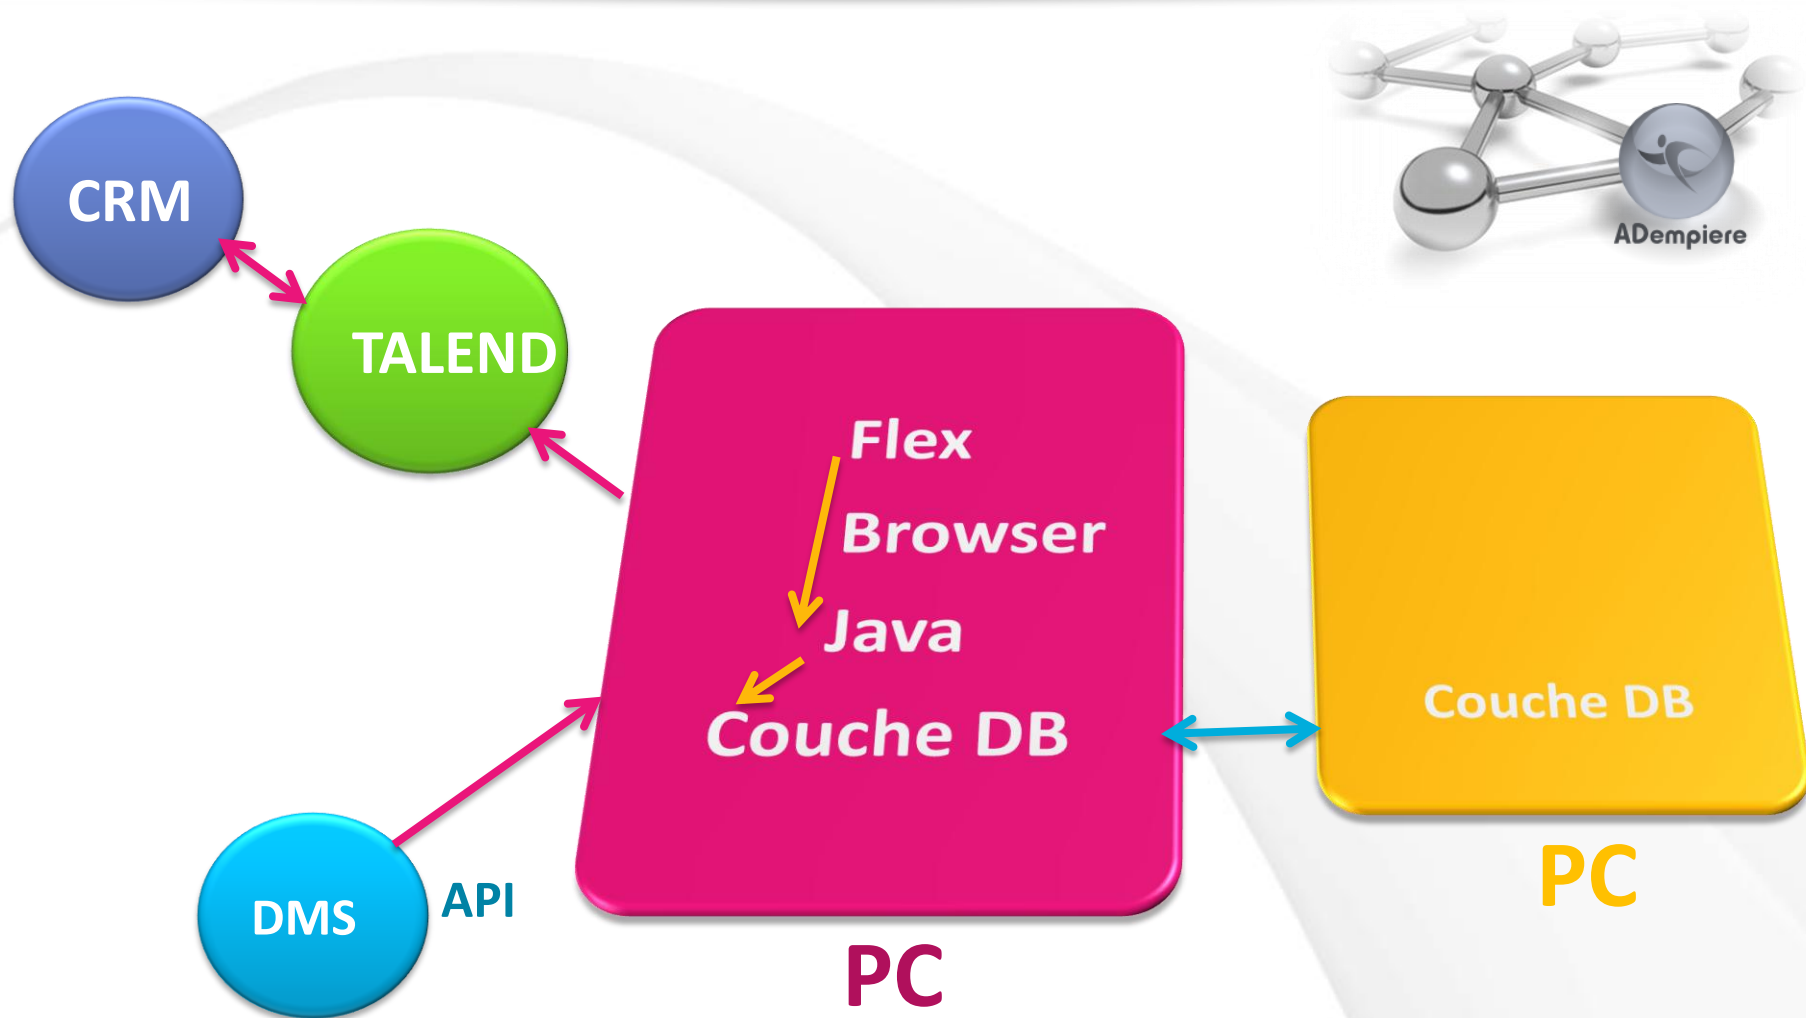 ADempiere
CRM
TALEND
Flex
Browser
Java
Couche DB
Couche DB
PC
DMS
API
PC